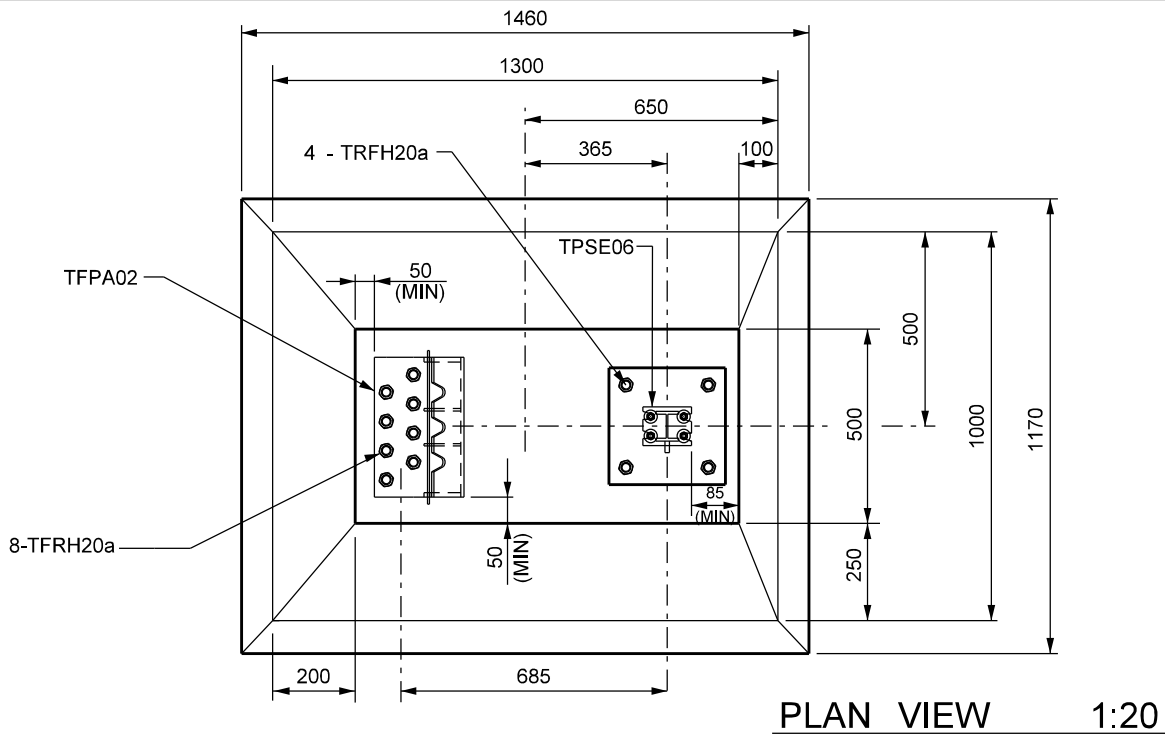 1460
1300
650
4 - TRFH20a
365
100
TPSE06
TFPA02
50
(MIN)
500
500
1000
1170
85
(MIN)
8-TFRH20a
50
(MIN)
250
200
685
PLAN VIEW 1:20